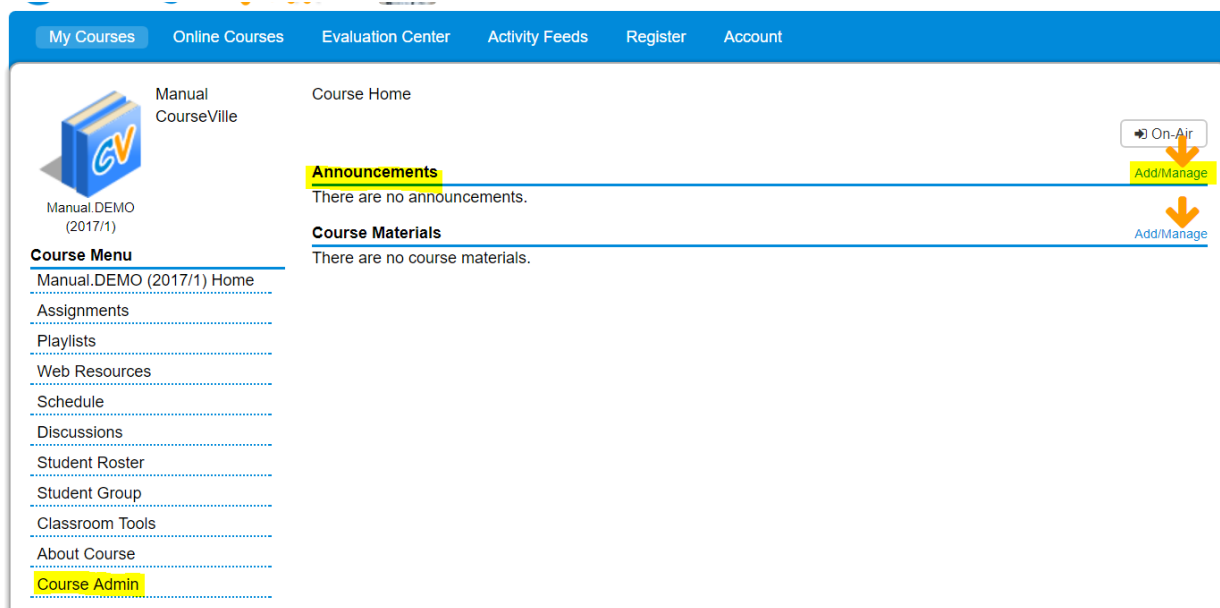 My Courses Online Courses Evaluation Center Activity Feeds Register Account
Manual
CourseVille
CV
Manual.DEMO
(2017/1)
Course Menu
Manual.DEMO (2017/1) Home
Assignments
Playlists
Web Resources
Schedule
Discussions
Student Roster
Student Group
Classroom Tools
About Course
Course Admin
Course Home
On-Air
Announcements Add/Manage
There are no announcements.
Course Materials Add/Manage
There are no course materials.